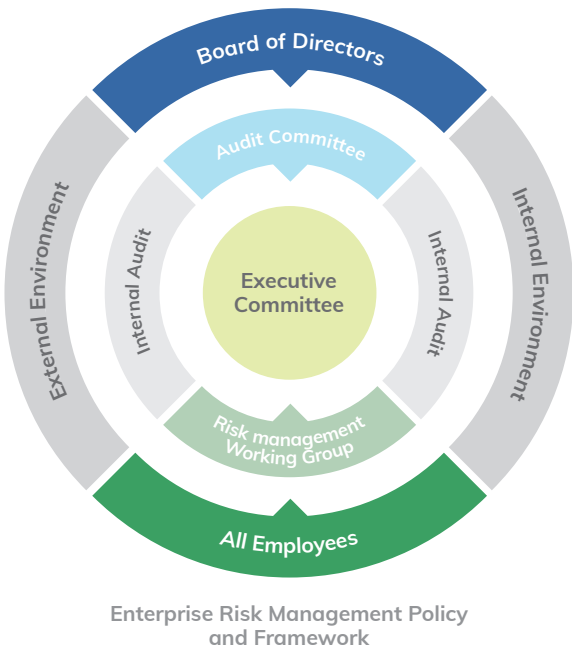 Board of Directors
Audit Committee
External Environment
Internal Audit
Executive
Committee
Internal Audit
Internal Environment
Risk management
Working Group
All Employees
Enterprise Risk Management Policy
and Framework